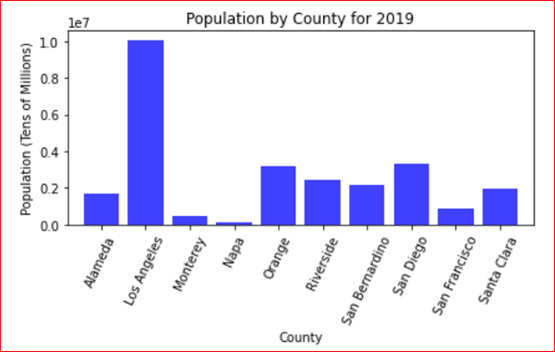 Population by County for 2019
1e7
Population (Tens of Millions)
1.0
0.8
0.6
0.4
0.2
0.0
Alameda
Los Angeles
Monterey
Napa
Orange
Riverside
San Bernardino
San Diego
San Francisco
Santa Clara
County